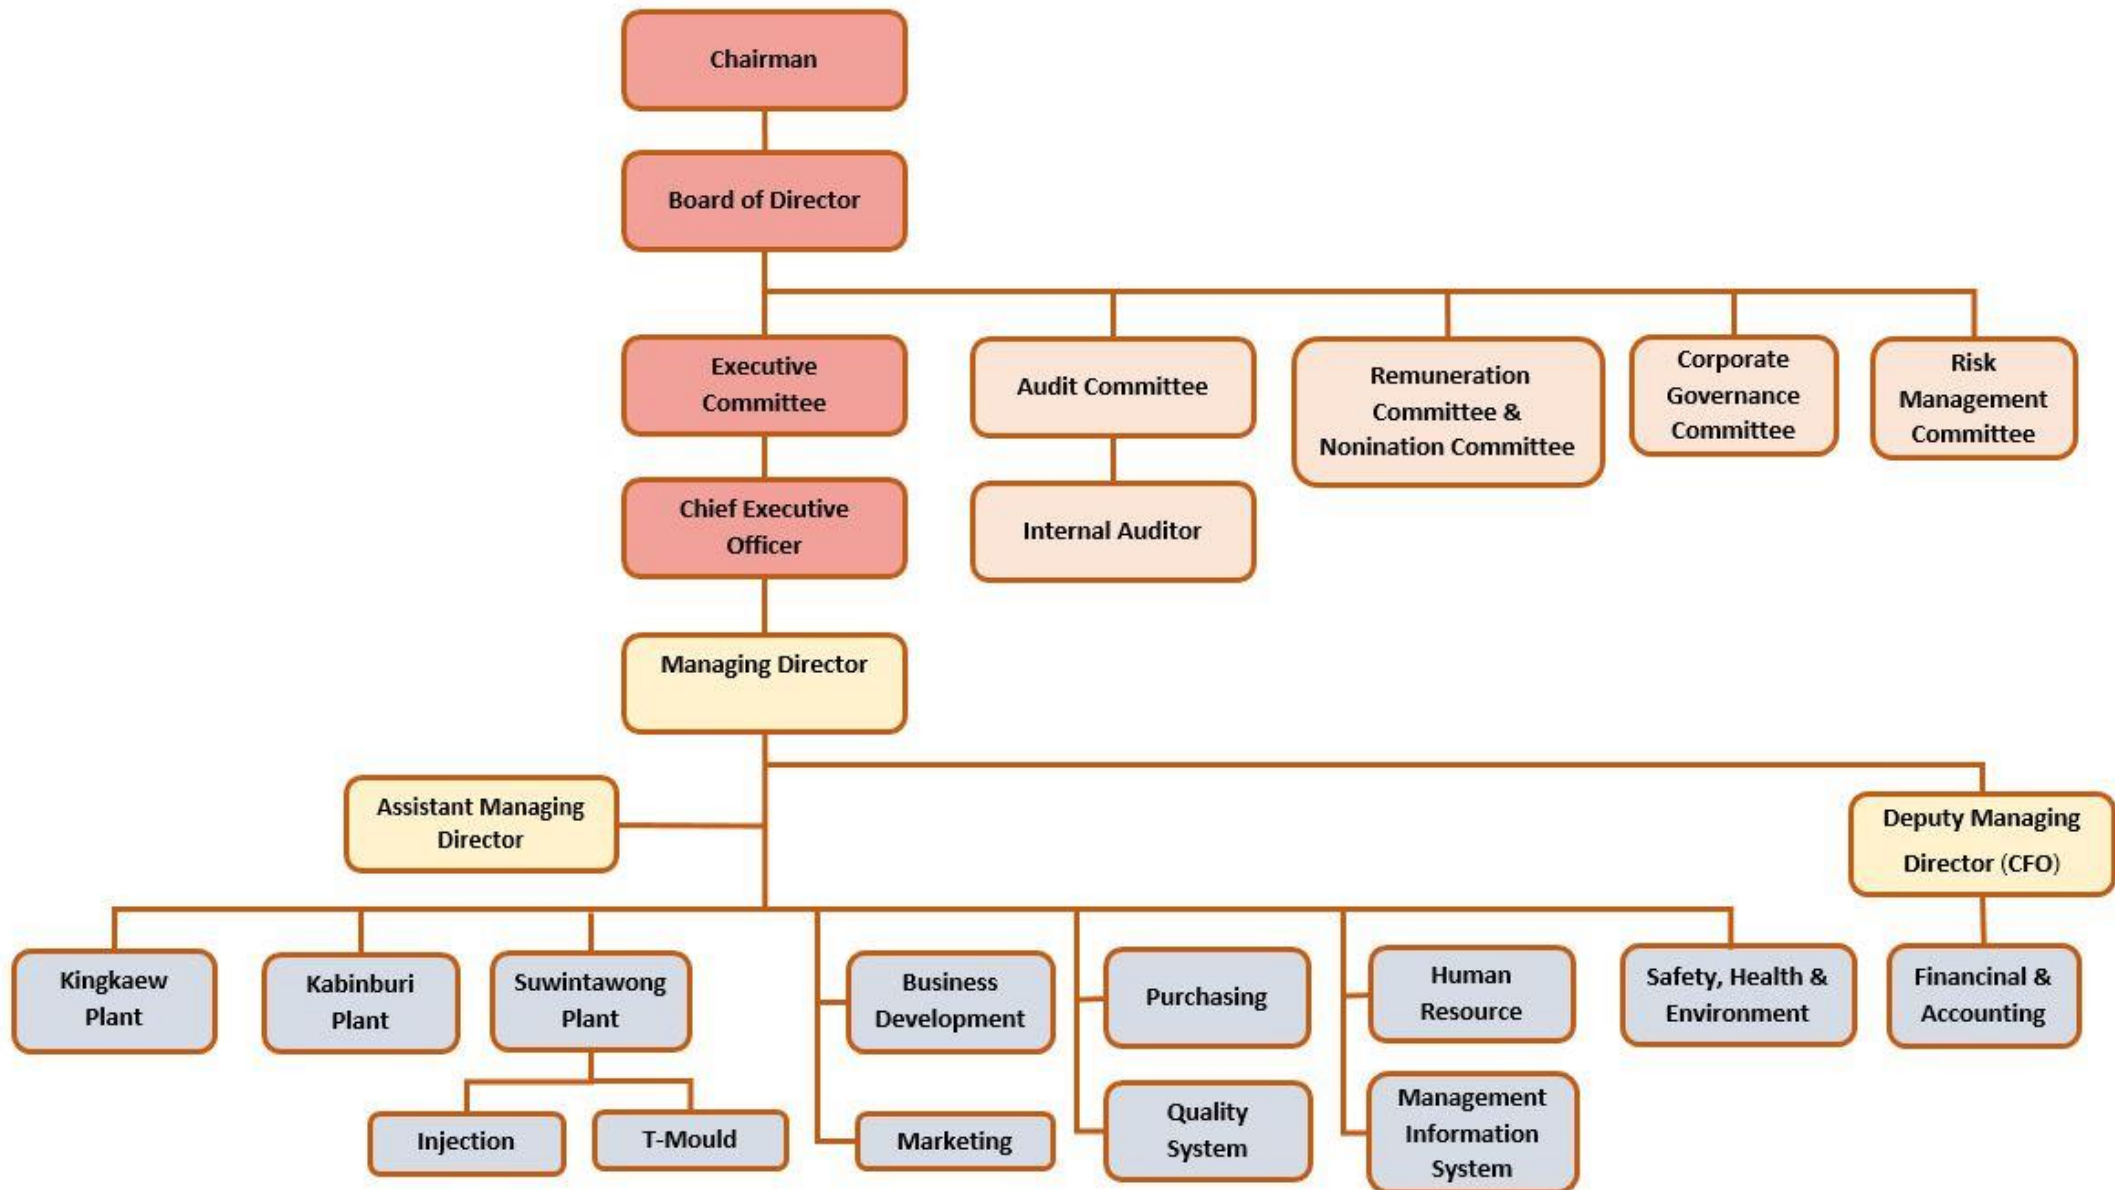 Chairman
Board of Director
Executive
Committee
Audit Committee
Remuneration
Committee &
Nonination Committee
Corporate
Governance
Committee
Risk
Management
Committee
Chief Executive
Officer
Internal Auditor
Managing Director
Assistant Managing
Director
Deputy Managing
Director (CFO)
Kingkaew
Plant
Kabinburi
Plant
Suwintawong
Plant
Business
Development
Purchasing
Human
Resource
Safety, Health &
Environment
Financinal &
Accounting
Injection
T-Mould
Marketing
Quality
System
Management
Information
System